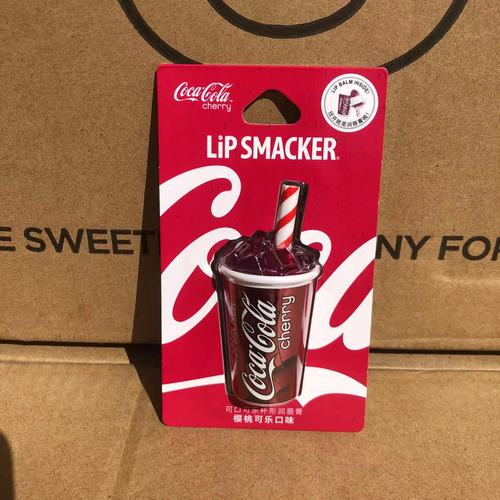 Coca-Cola
cherry
LIP BALM INSIDE!
LiP SMACKER®
E SWEET
NY FOR
Coca-Cola
cherry
可口可乐杯形润唇膏
樱桃可乐口味